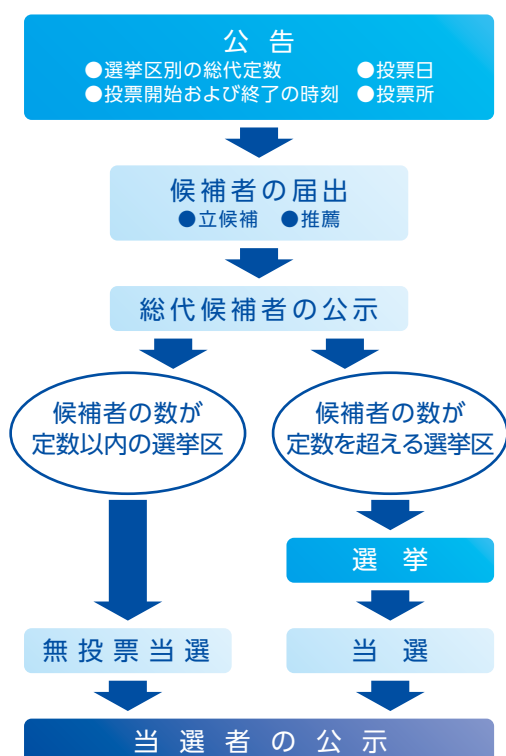 公告
●選挙区別の総代定数 ●投票日
●投票開始および終了の時刻 ●投票所
候補者の届出
●立候補 ●推薦
総代候補者の公示
候補者の数が
定数以内の選挙区
候補者の数が
定数を超える選挙区
選挙
無投票当選
当選
当選者の公示